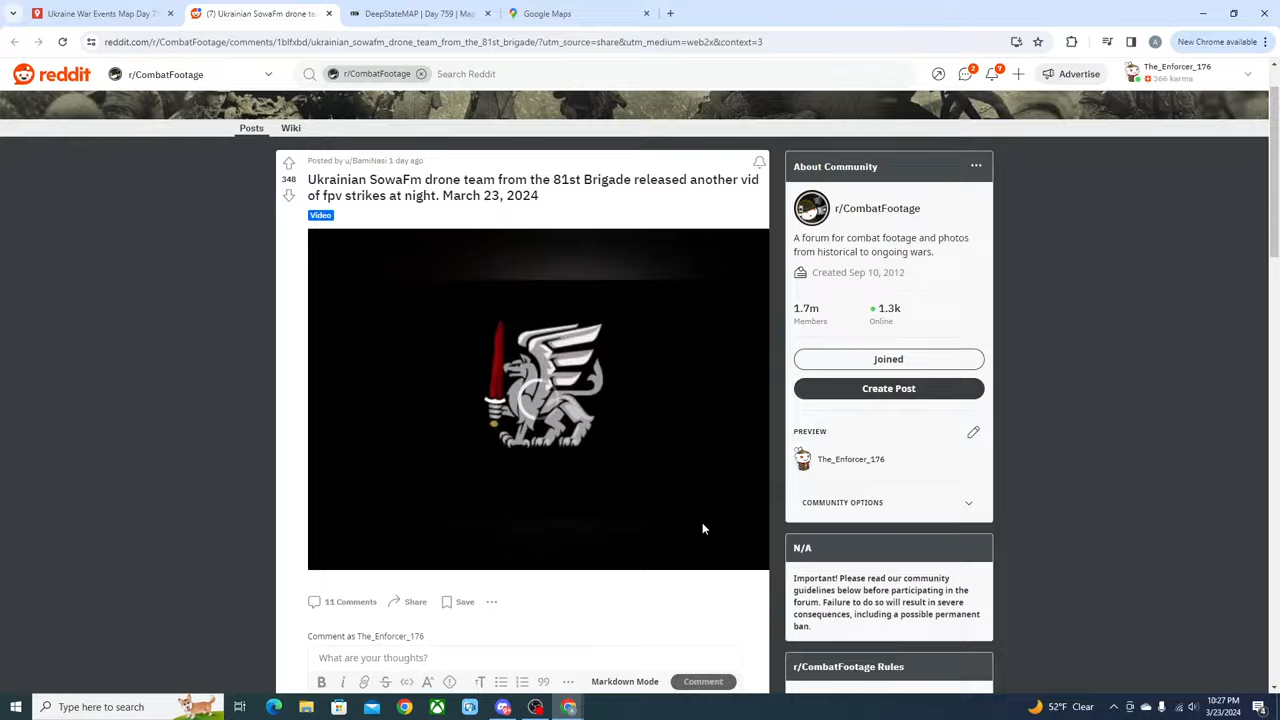 Ukraine War Events Map Day 75
(7) Ukrainian SowaFm drone te
DeepStateMAP | Day 759 | Map
Google Maps
reddit.com/r/CombatFootage/comments/1blfxbd/ukrainian_sowafm_drone_team_from_the_81st_brigade/?utm_source=share&utm_medium=web2x&context=3
A
New Chrome available
reddit
r/CombatFootage
r/CombatFootage
Search Reddit
2
7
Advertise
The_Enforcer_176
366 karma
Posts
Wiki
Posted by u/BamiNasi 1 day ago
348
Ukrainian SowaFm drone team from the 81st Brigade released another vid
of fpv strikes at night. March 23, 2024
Video
11 Comments
Share
Save
Comment as The_Enforcer_176
What are your thoughts?
Markdown Mode
Comment
About Community
r/CombatFootage
A forum for combat footage and photos
from historical to ongoing wars.
Created Sep 10, 2012
1.7m
1.3k
Members
Online
Joined
Create Post
PREVIEW
The_Enforcer_176
COMMUNITY OPTIONS
N/A
Important! Please read our community
guidelines below before participating in the
forum. Failure to do so will result in severe
consequences, including a possible permanent
ban.
r/CombatFootage Rules
Type here to search
52°F Clear
10:27 PM
3/23/2024